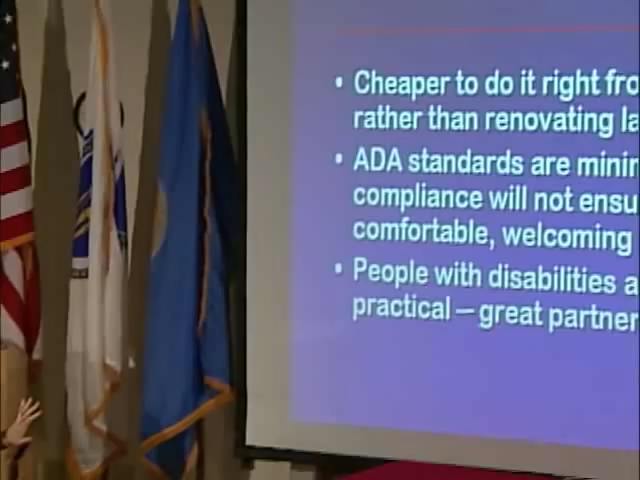 • Cheaper to do it right fro
rather than renovating la
• ADA standards are minim
compliance will not ensu
comfortable, welcoming
• People with disabilities a
practical – great partner